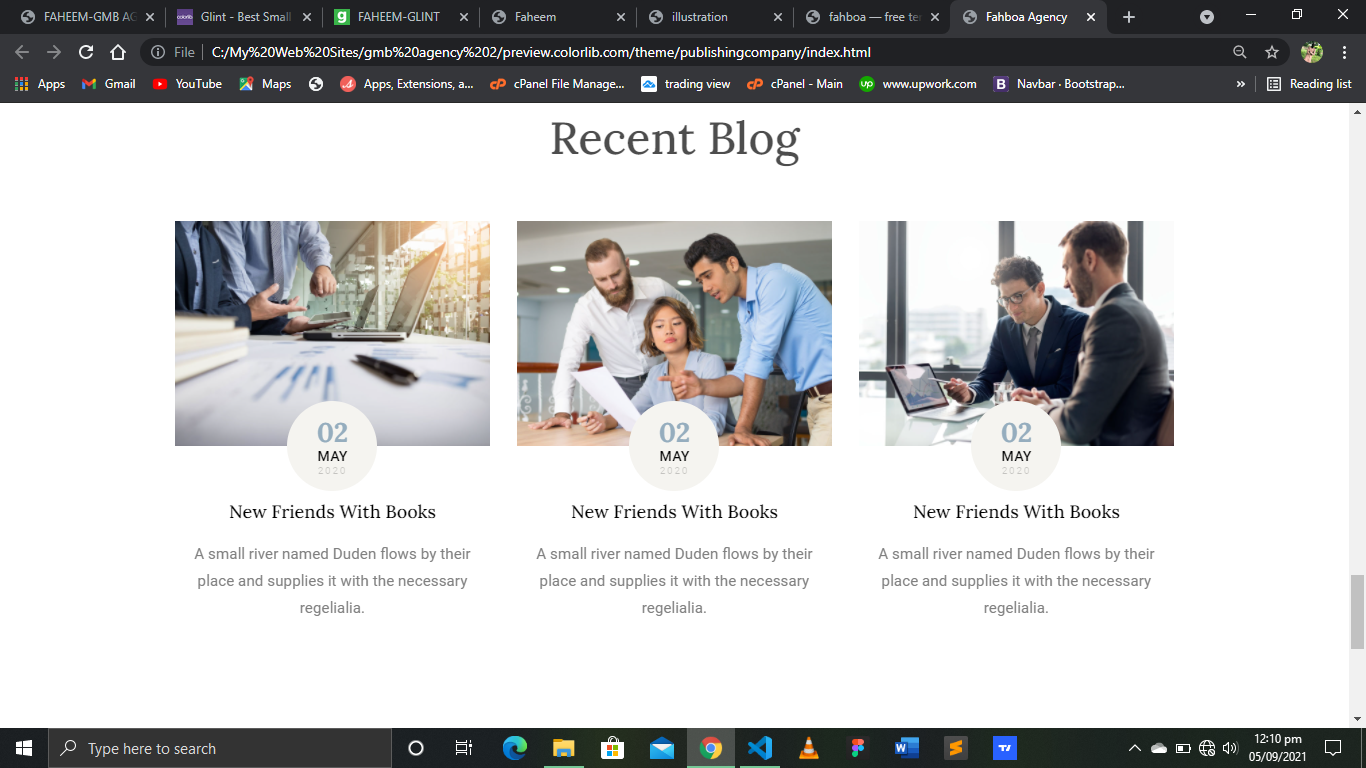 FAHEEM-GMB AG
Glint - Best Small
FAHEEM-GLINT
Faheem
illustration
fahboa — free ter
Fahboa Agency
File
C:/My%20Web%20Sites/gmb%20agency%202/preview.colorlib.com/theme/publishingcompany/index.html
Apps
Gmail
YouTube
Maps
Apps, Extensions, a...
cPanel File Manage...
trading view
cPanel - Main
www.upwork.com
Navbar · Bootstrap...
»
Reading list
Recent Blog
02
MAY
2020
New Friends With Books
A small river named Duden flows by their
place and supplies it with the necessary
regelialia.
02
MAY
2020
New Friends With Books
A small river named Duden flows by their
place and supplies it with the necessary
regelialia.
02
MAY
2020
New Friends With Books
A small river named Duden flows by their
place and supplies it with the necessary
regelialia.
Type here to search
12:10 pm
05/09/2021